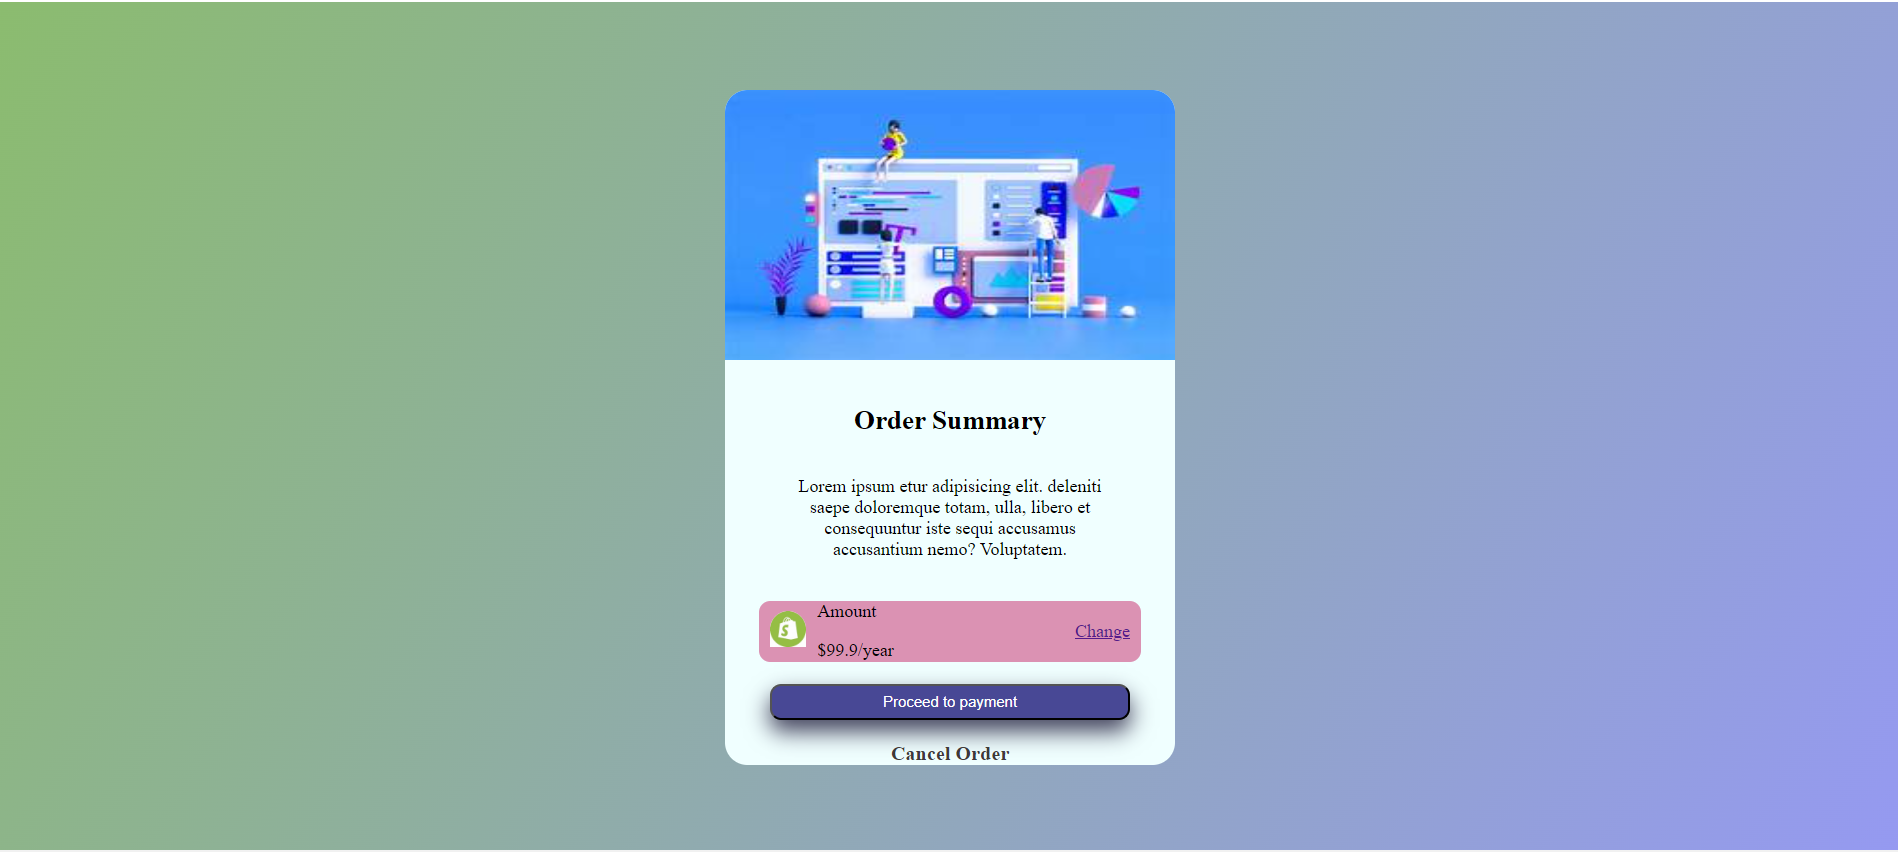 Order Summary
Lorem ipsum etur adipisicing elit. deleniti
saepe doloremque totam, ulla, libero et
consequuntur iste sequi accusamus
accusantium nemo? Voluptatem.
Amount
$99.9/year
Change
Proceed to payment
Cancel Order